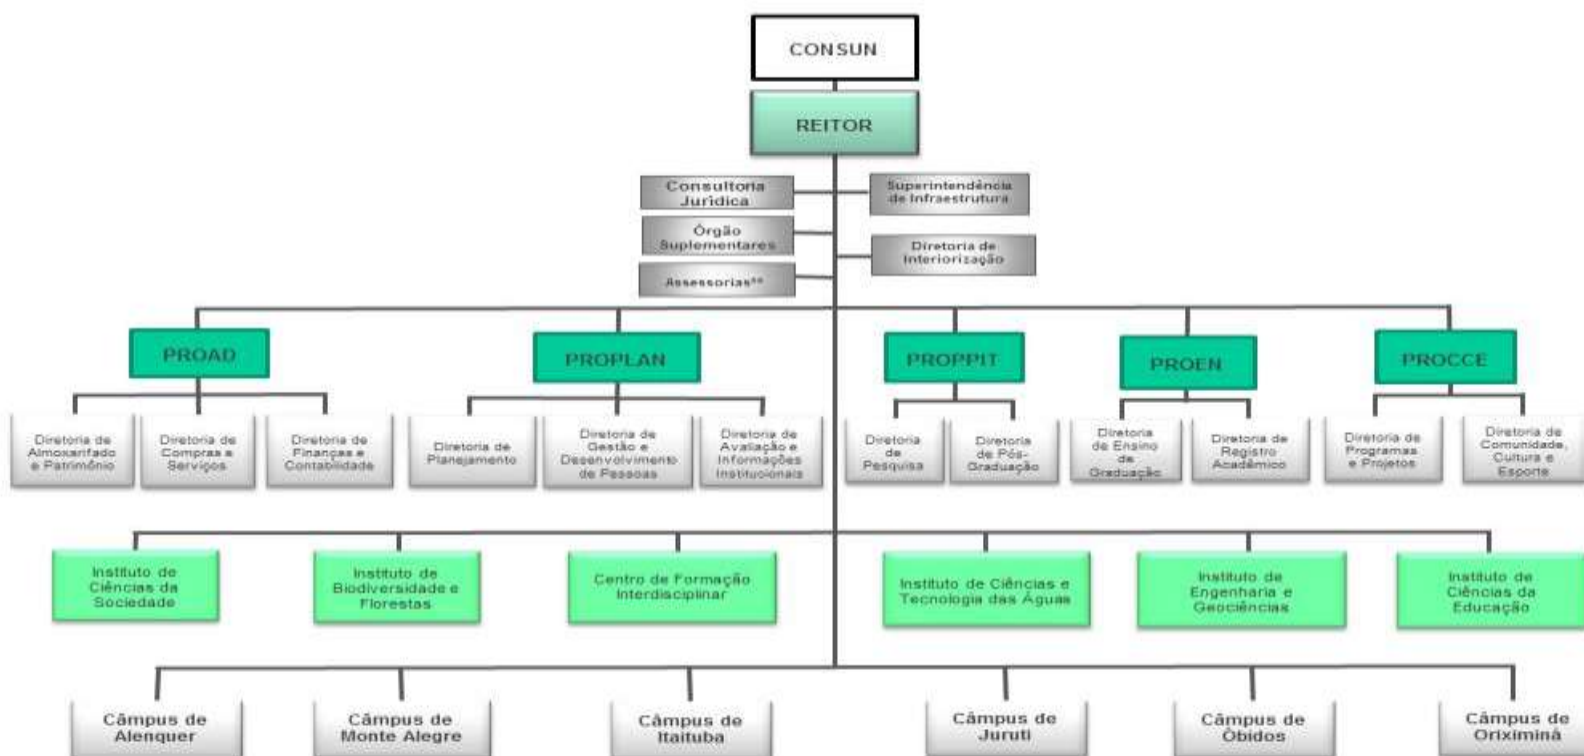 CONSUN
REITOR
Consultoria
Jurídica
Superintendência
de Infraestrutura
Órgão
Suplementares
Diretoria de
Interiorização
Assessorias**
PROAD
PROPLAN
PROPPIT
PROEN
PROCCE
Diretoria de
Almoxarifado
e Patrimônio
Diretoria de
Compras e
Serviços
Diretoria de
Finanças e
Contabilidade
Diretoria de
Planejamento
Diretoria de
Gestão e
Desenvolvimento
de Pessoas
Diretoria de
Avaliação e
Informações
Institucionais
Diretoria
de
Pesquisa
Diretoria
de Pós-
Graduação
Diretoria
de Ensino
de
Graduação
Diretoria de
Registro
Acadêmico
Diretoria de
Programas
e Projetos
Diretoria de
Comunidade,
Cultura e
Esporte
Instituto de
Ciências da
Sociedade
Instituto de
Biodiversidade e
Florestas
Centro de Formação
Interdisciplinar
Instituto de Ciências e
Tecnologia das Águas
Instituto de
Engenharia e
Geociências
Instituto de
Ciências da
Educação
Câmpus de
Alenquer
Câmpus de
Monte Alegre
Câmpus de
Itaituba
Câmpus de
Juruti
Câmpus de
Óbidos
Câmpus de
Oriximiná